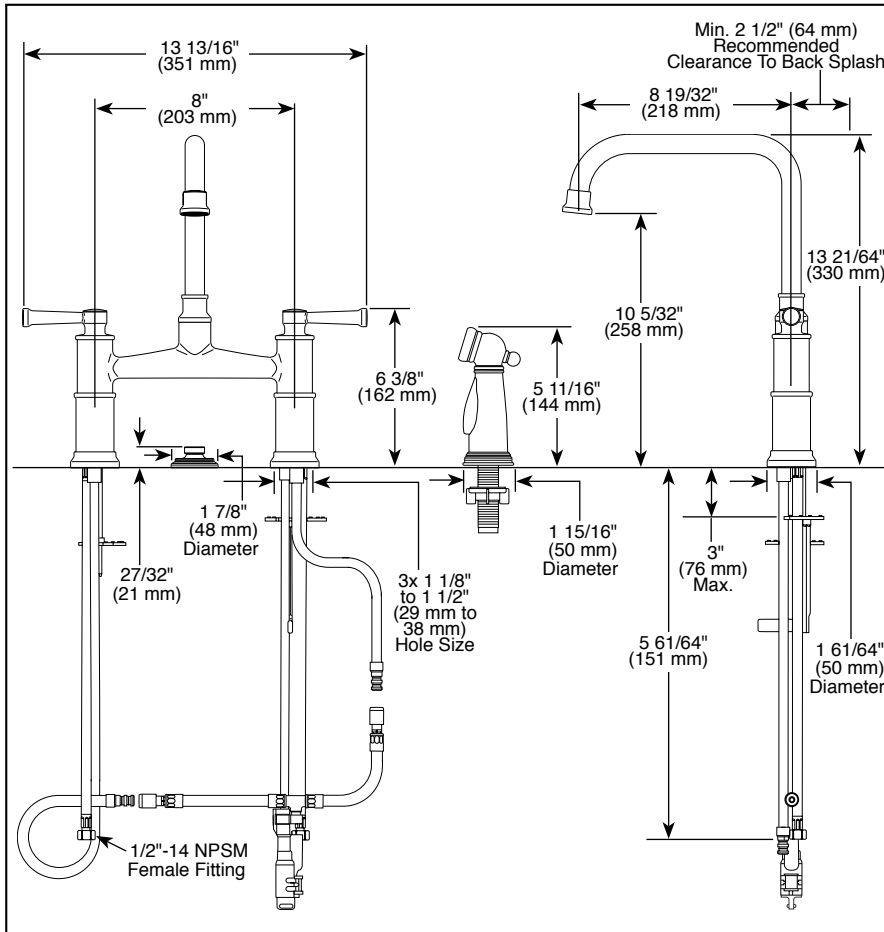 13 13/16"
(351 mm)
8"
(203 mm)
Min. 2 1/2" (64 mm)
Recommended
Clearance To Back Splash
8 19/32"
(218 mm)
13 21/64"
(330 mm)
10 5/32"
(258 mm)
6 3/8"
(162 mm)
5 11/16"
(144 mm)
1 7/8"
(48 mm)
Diameter
27/32"
(21 mm)
3x 1 1/8"
to 1 1/2"
(29 mm to
38 mm)
Hole Size
1 15/16"
(50 mm)
Diameter
3"
(76 mm)
Max.
5 61/64"
(151 mm)
1 61/64"
(50 mm)
Diameter
1/2"-14 NPSM
Female Fitting